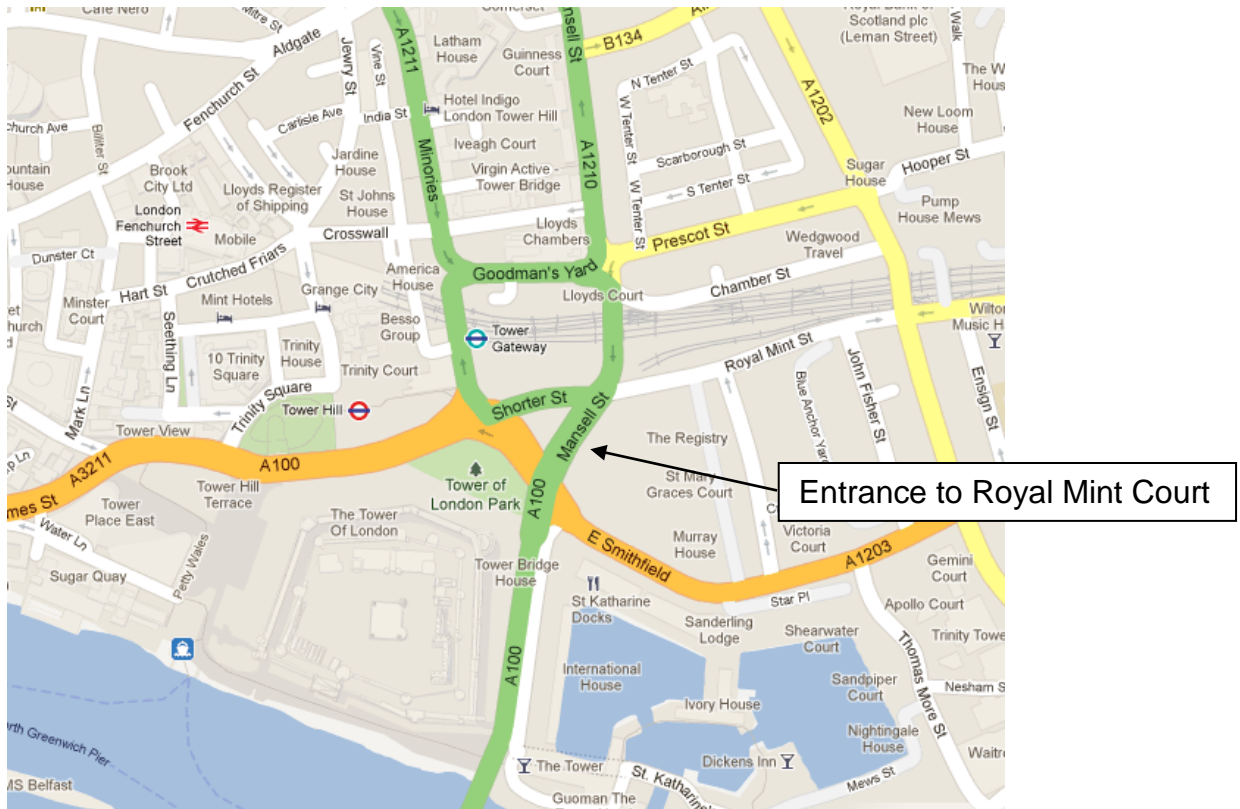 Cafe Nero
Mitre St
Aldgate
A1211
Somerset
Mansell St
B134
Royal Bank of
Scotland plc
(Leman Street)
Walk
Latham
House
Guinness
Court
Jewry St
Vine St
N Tenter St
A1202
The W
Hous
Fenchurch St
church Ave
Billiter St
Carlisle Ave
India St
Hotel Indigo
London Tower Hill
New Loom
House
Minories
Iveagh Court
A1210
W Tenter St
Scarborough St
Hooper St
ountain
House
Brook
City Ltd
Lloyds Register
of Shipping
Jardine
House
St Johns
House
Virgin Active -
Tower Bridge
W Tenter St
S Tenter St
Sugar
House
Pump
House Mews
London
Fenchurch
Street
Mobile
Crosswall
Lloyds
Chambers
Prescot St
Wedgwood
Travel
Dunster Ct
Crutched Friars
Hart St
America
House
Goodman's Yard
Lloyds Court
Chamber St
Minster
Court
et
hurch
d
Mint Hotels
Grange City
Besso
Group
Tower
Gateway
Wilto
Music H
Seething Ln
10 Trinity
Square
Trinity
House
Trinity Court
Royal Mint St
John Fisher St
Blue Anchor Yard
Ensign St
Mark Ln
Trinity Square
Tower Hill
Shorter St
Mansell St
Tower View
The Registry
A3211
A100
mes St
Tower Hill
Terrace
Tower of
London Park
A100
St Mary
Graces Court
Entrance to Royal Mint Court
Tower
Place East
Water Ln
Petty Wales
The Tower
Of London
E Smithfield
Murray
House
Victoria
Court
A1203
Gemini
Court
Sugar Quay
Tower Bridge
House
St Katharine
Docks
Star Pl
Apollo Court
Sanderling
Lodge
Shearwater
Court
Trinity Towe
A100
International
House
Thomas More St
Sandpiper
Court
Nesham S
Ivory House
Nightingale
House
orth Greenwich Pier
Dickens Inn
Waitr
The Tower
St. Katharine's
Mews St
MS Belfast
Guoman The